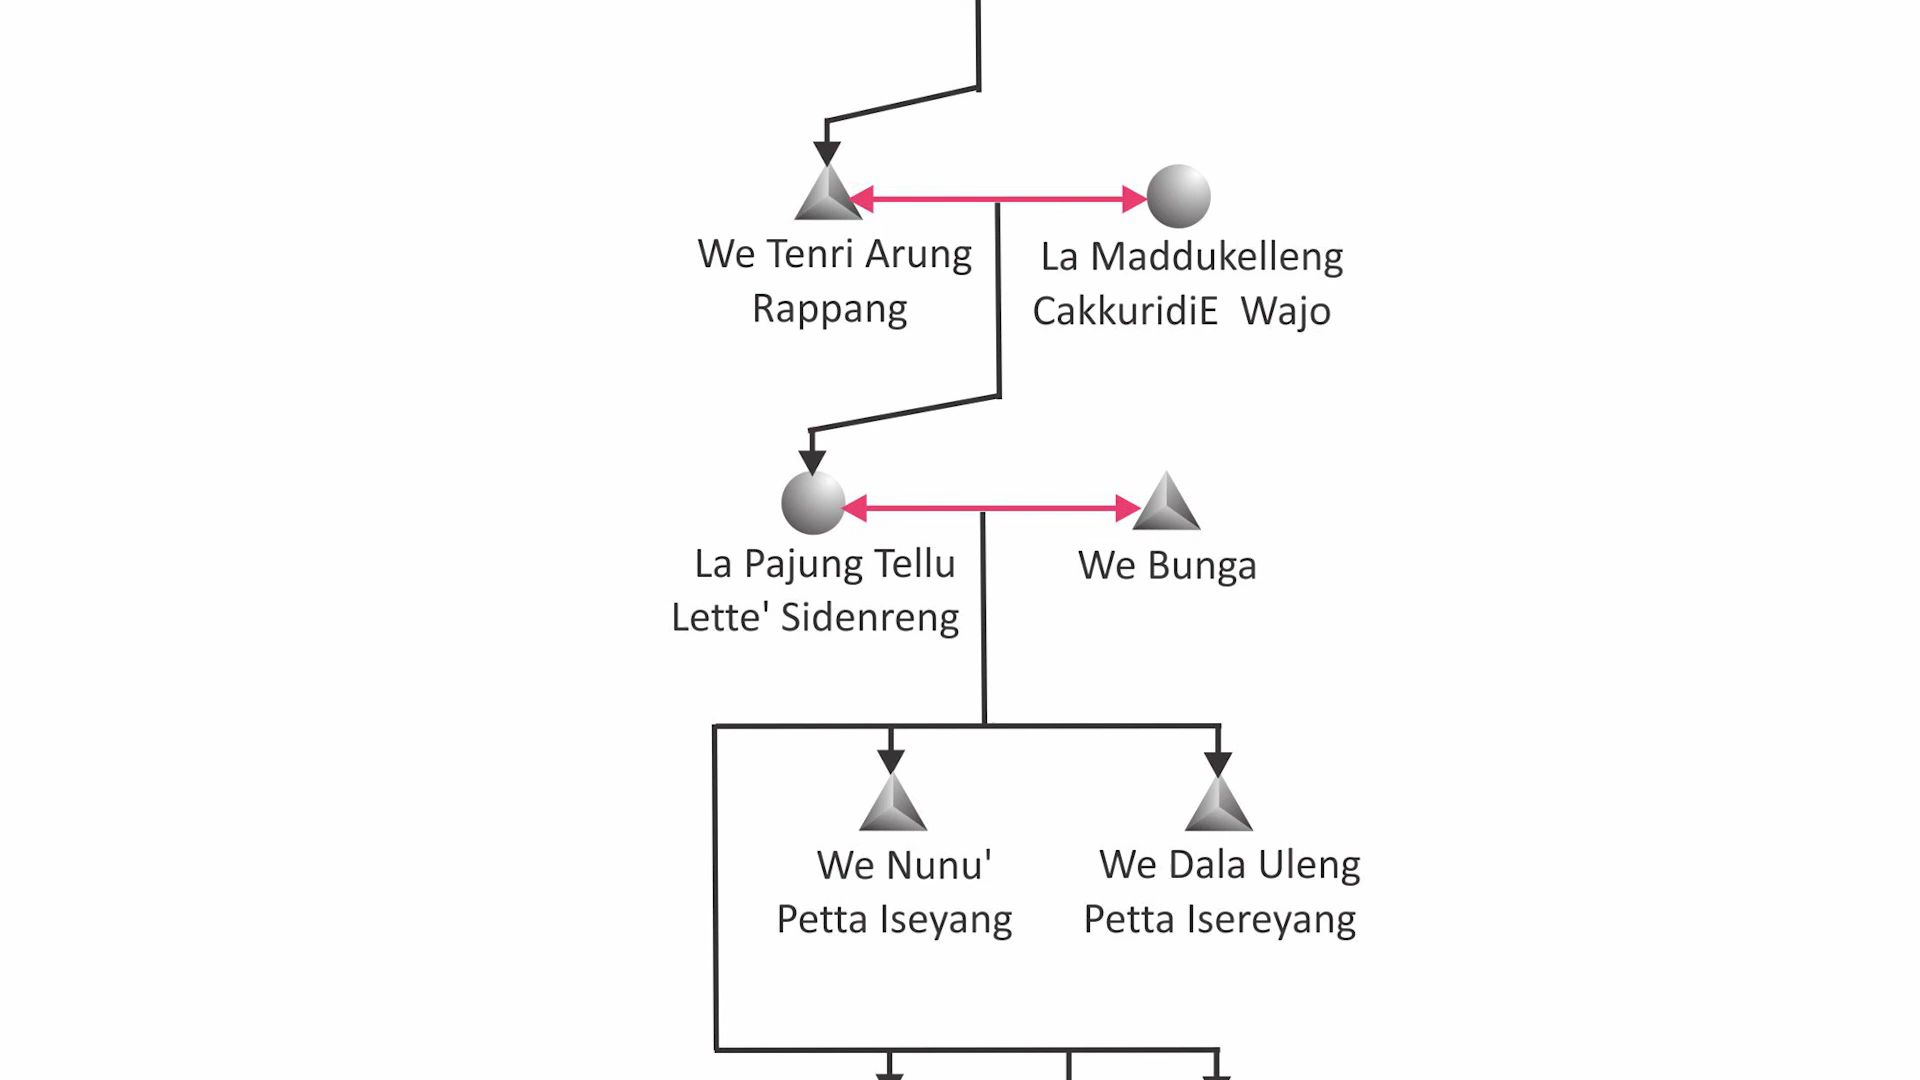 We Tenri Arung
Rappang
La Maddukelleng
CakkuridiE  Wajo
La Pajung Tellu
Lette' Sidenreng
We Bunga
We Nunu'
Petta Iseyang
We Dala Uleng
Petta Isereyang